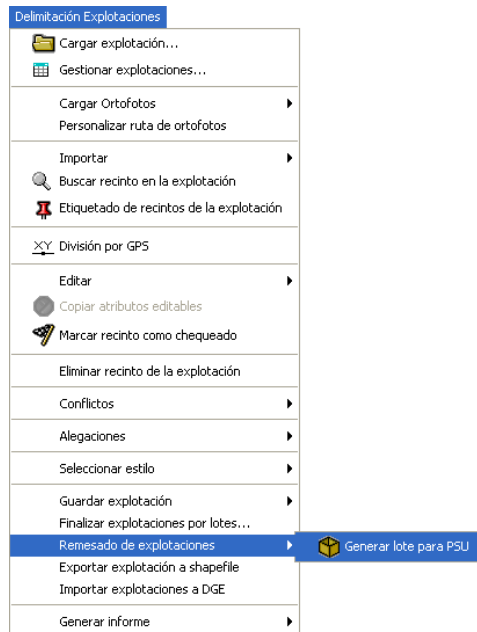 Delimitación Explotaciones
Cargar explotación...
Gestionar explotaciones...
Cargar Ortofotos
Personalizar ruta de ortofotos
Importar
Buscar recinto en la explotación
Etiquetado de recintos de la explotación
XY División por GPS
Editar
Copiar atributos editables
Marcar recinto como chequeado
Eliminar recinto de la explotación
Conflictos
Alegaciones
Seleccionar estilo
Guardar explotación
Finalizar explotaciones por lotes...
Remesado de explotaciones
Generar lote para PSU
Exportar explotación a shapefile
Importar explotaciones a DGE
Generar informe